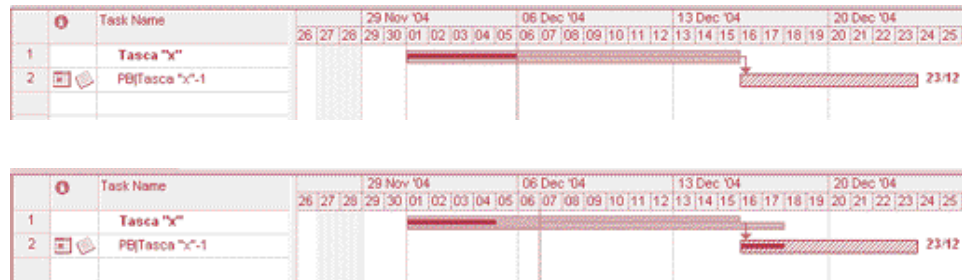 Task Name 29 Nov '04 06 Dec '04 13 Dec '04 20 Dec '04
26 27 28 29 30 01 02 03 04 05 06 07 08 09 10 11 12 13 14 15 16 17 18 19 20 21 22 23 24 25
1 Tasca "x"
2 PB|Tasca "x"-1 23/12
Task Name 29 Nov '04 06 Dec '04 13 Dec '04 20 Dec '04
26 27 28 29 30 01 02 03 04 05 06 07 08 09 10 11 12 13 14 15 16 17 18 19 20 21 22 23 24 25
1 Tasca "x"
2 PB|Tasca "x"-1 23/12